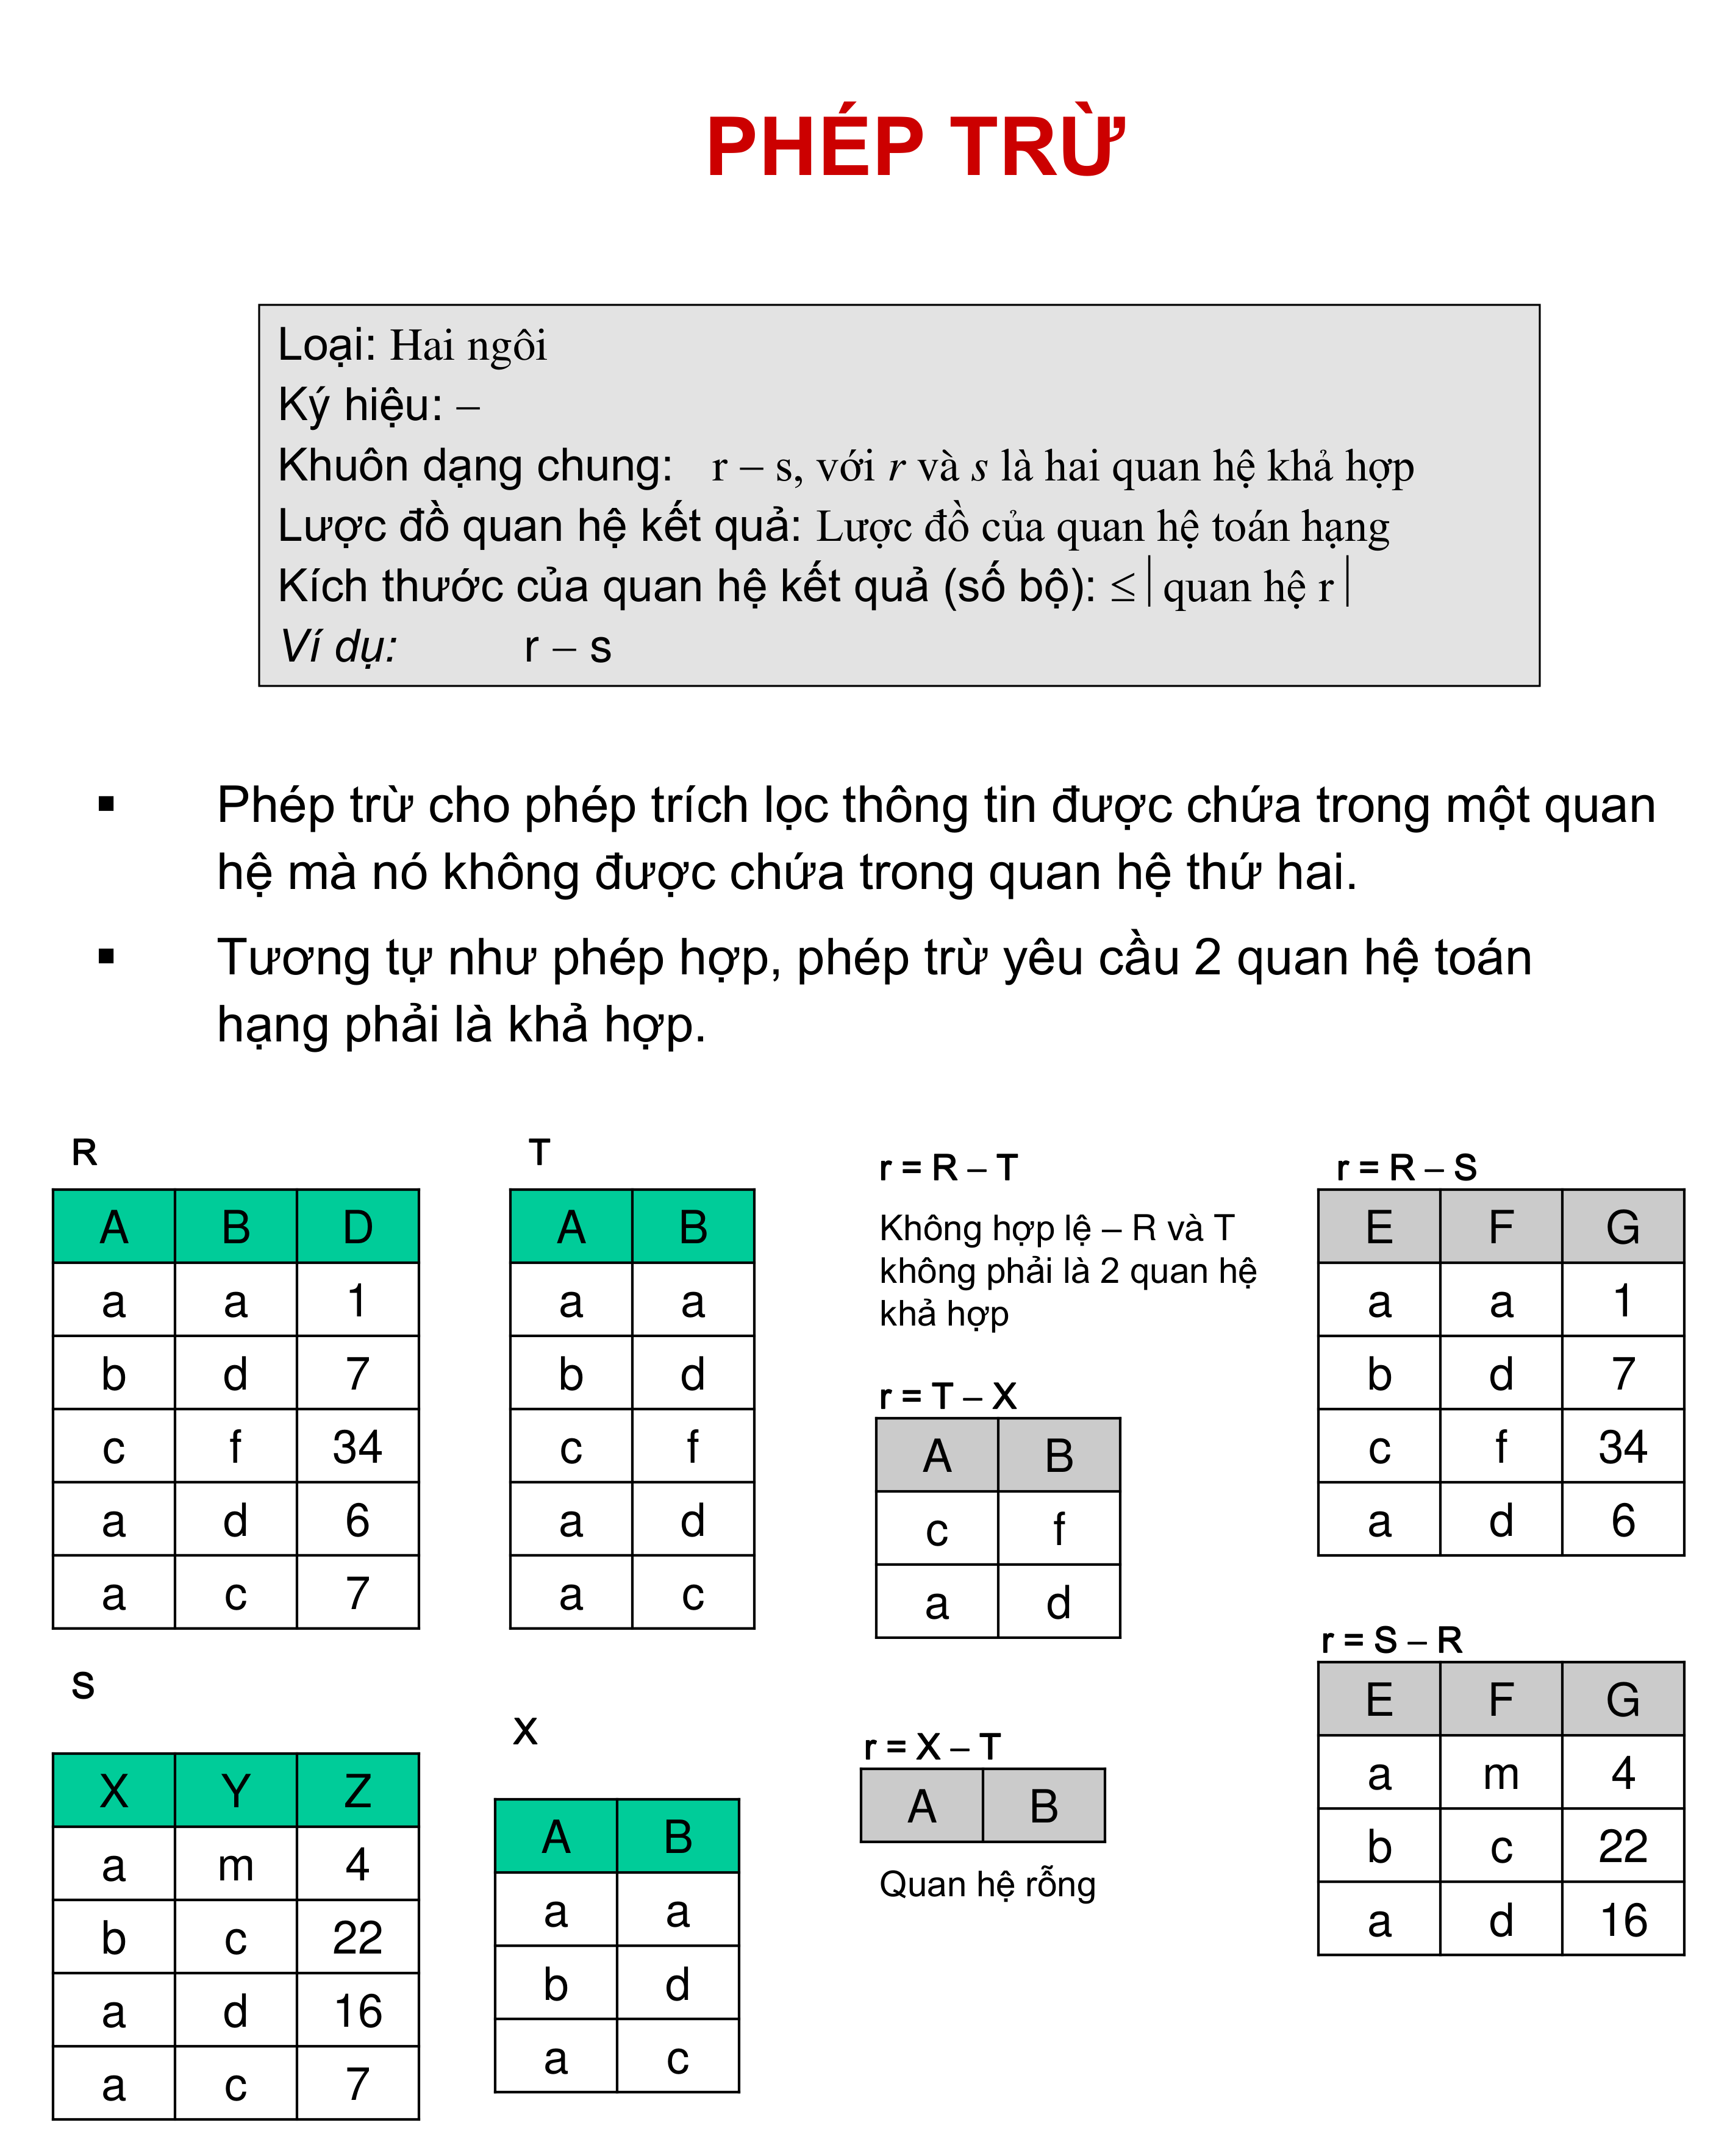 PHÉP TRỪ
Loại: Hai ngôi
Ký hiệu: –
Khuôn dạng chung: r – s, với r và s là hai quan hệ khả hợp
Lược đồ quan hệ kết quả: Lược đồ của quan hệ toán hạng
Kích thước của quan hệ kết quả (số bộ): ≤|quan hệ r|
Ví dụ: r – s
▪ Phép trừ cho phép trích lọc thông tin được chứa trong một quan
hệ mà nó không được chứa trong quan hệ thứ hai.
▪ Tương tự như phép hợp, phép trừ yêu cầu 2 quan hệ toán
hạng phải là khả hợp.
R
A B D
a a 1
b d 7
c f 34
a d 6
a c 7
S
X Y Z
a m 4
b c 22
a d 16
a c 7
T
A B
a a
b d
c f
a d
a c
X
A B
a a
b d
a c
r = R – T
Không hợp lệ – R và T
không phải là 2 quan hệ
khả hợp
r = T – X
A B
c f
a d
r = X – T
A B
Quan hệ rỗng
r = R – S
E F G
a a 1
b d 7
c f 34
a d 6
r = S – R
E F G
a m 4
b c 22
a d 16